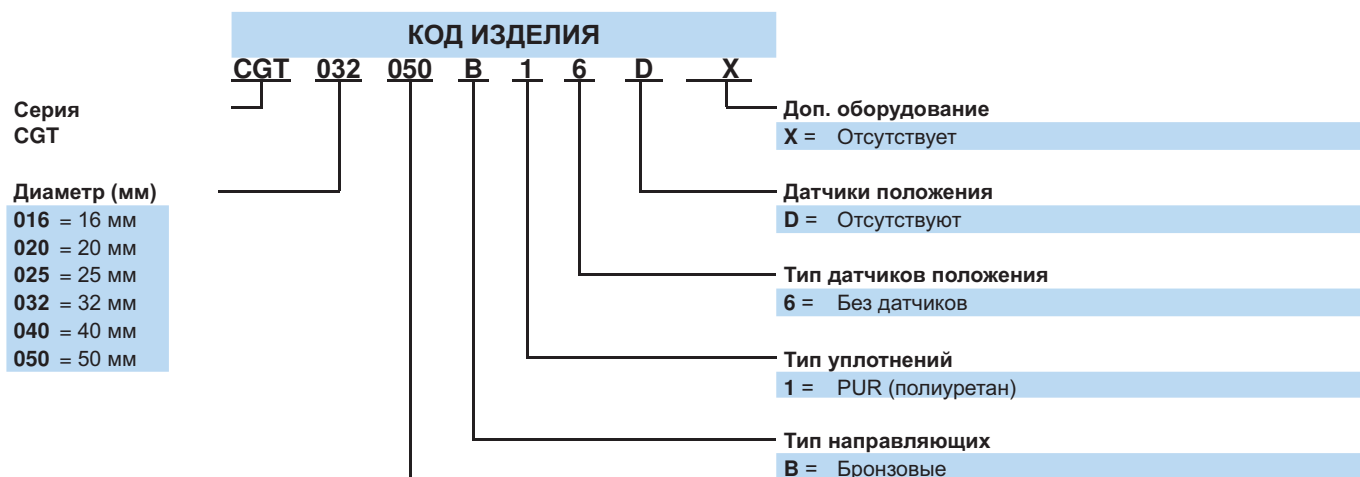 КОД ИЗДЕЛИЯ
CGT 032 050 B 1 6 D X
Серия
CGT
Диаметр (мм)
016 = 16 мм
020 = 20 мм
025 = 25 мм
032 = 32 мм
040 = 40 мм
050 = 50 мм
Доп. оборудование
X = Отсутствует
Датчики положения
D = Отсутствуют
Тип датчиков положения
6 = Без датчиков
Тип уплотнений
1 = PUR (полиуретан)
Тип направляющих
B = Бронзовые